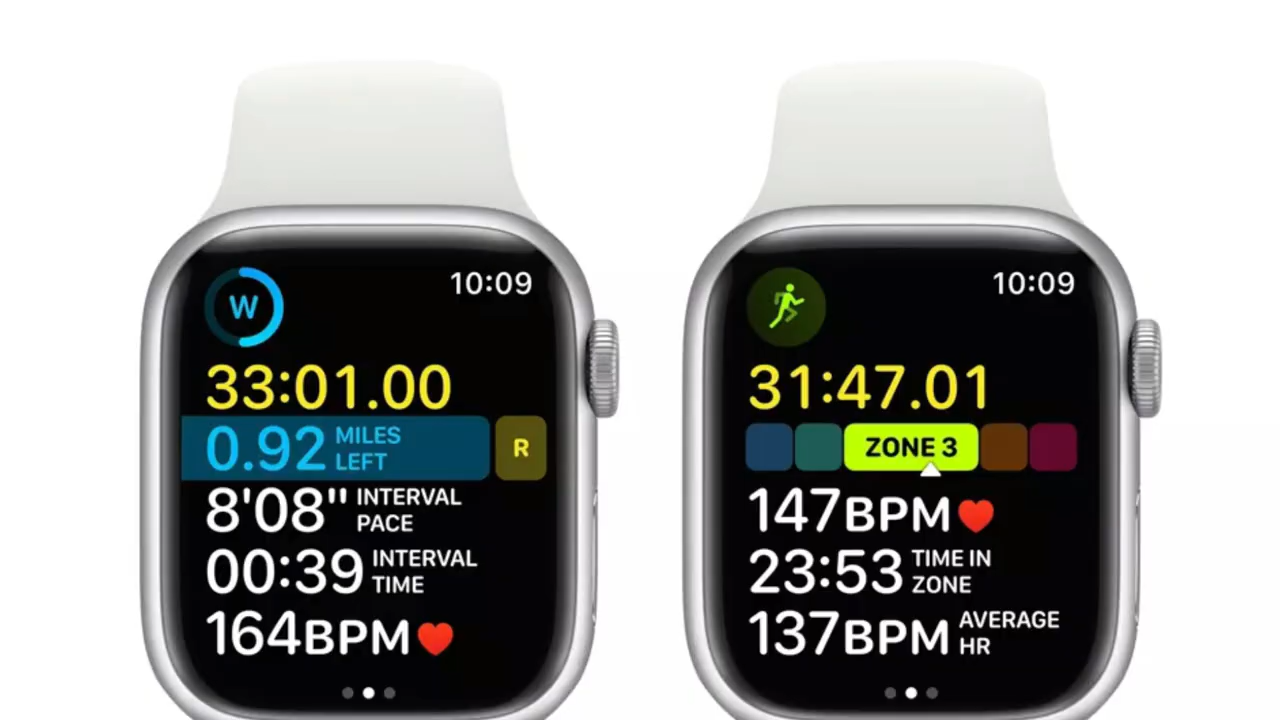 W
10:09
33:01.00
0.92 MILES LEFT
R
8'08" INTERVAL PACE
00:39 INTERVAL TIME
164BPM
10:09
31:47.01
ZONE 3
147BPM
23:53 TIME IN ZONE
137BPM AVERAGE HR